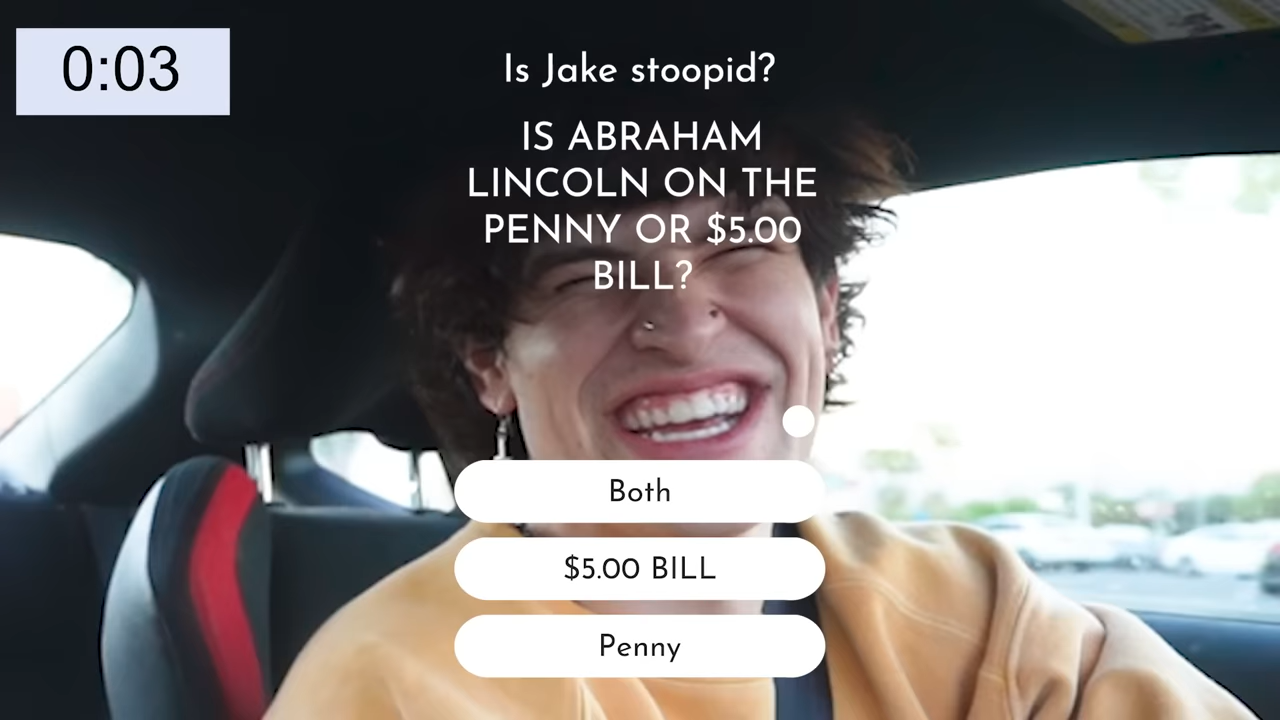 0:03
Is Jake stoopid?
IS ABRAHAM
LINCOLN ON THE
PENNY OR $5.00
BILL?
Both
$5.00 BILL
Penny